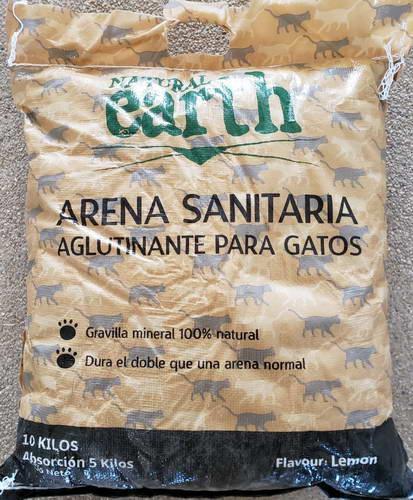 NATURAL
earth
ARENA SANITARIA
AGLUTINANTE PARA GATOS
Gravilla mineral 100% natural
Dura el doble que una arena normal
10 KILOS
Absorción 5 Kilos
Neto
Flavour: Lemon